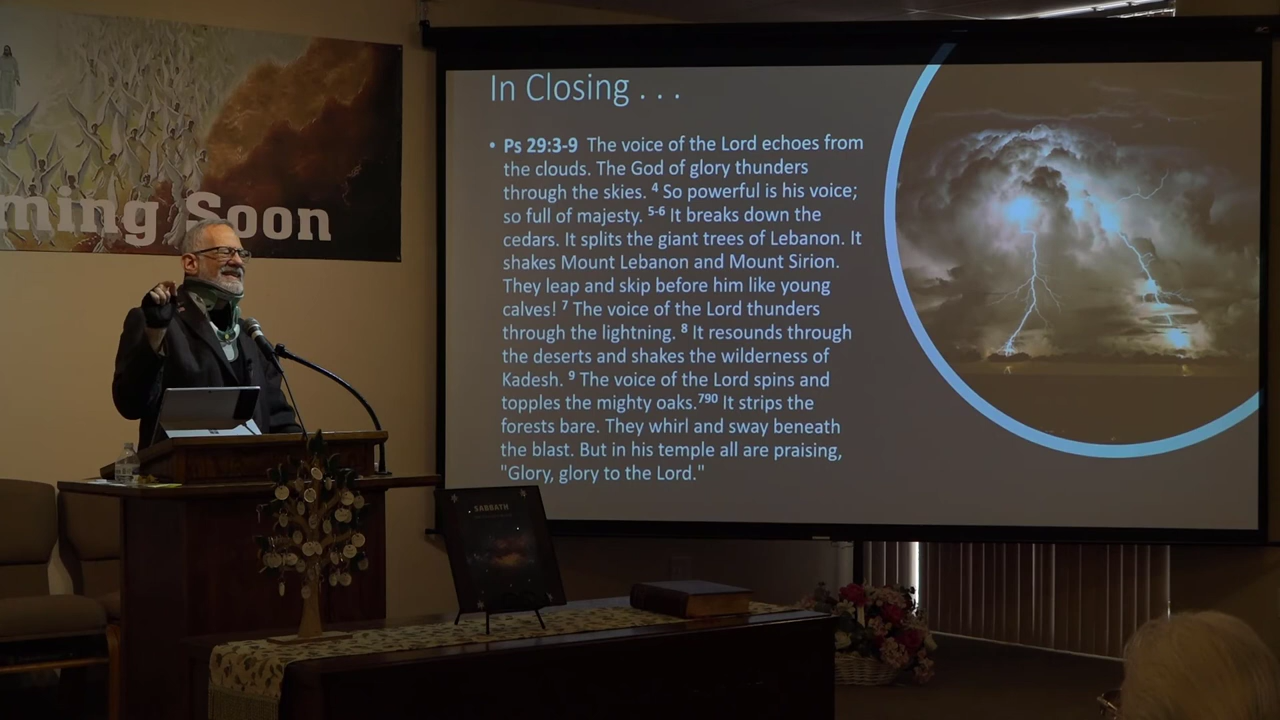 ming Soon
In Closing . . .
• Ps 29:3-9 The voice of the Lord echoes from
the clouds. The God of glory thunders
through the skies. 4 So powerful is his voice;
so full of majesty. 5-6 It breaks down the
cedars. It splits the giant trees of Lebanon. It
shakes Mount Lebanon and Mount Sirion.
They leap and skip before him like young
calves! 7 The voice of the Lord thunders
through the lightning. 8 It resounds through
the deserts and shakes the wilderness of
Kadesh. 9 The voice of the Lord spins and
topples the mighty oaks.790 It strips the
forests bare. They whirl and sway beneath
the blast. But in his temple all are praising,
"Glory, glory to the Lord."
SABBATH